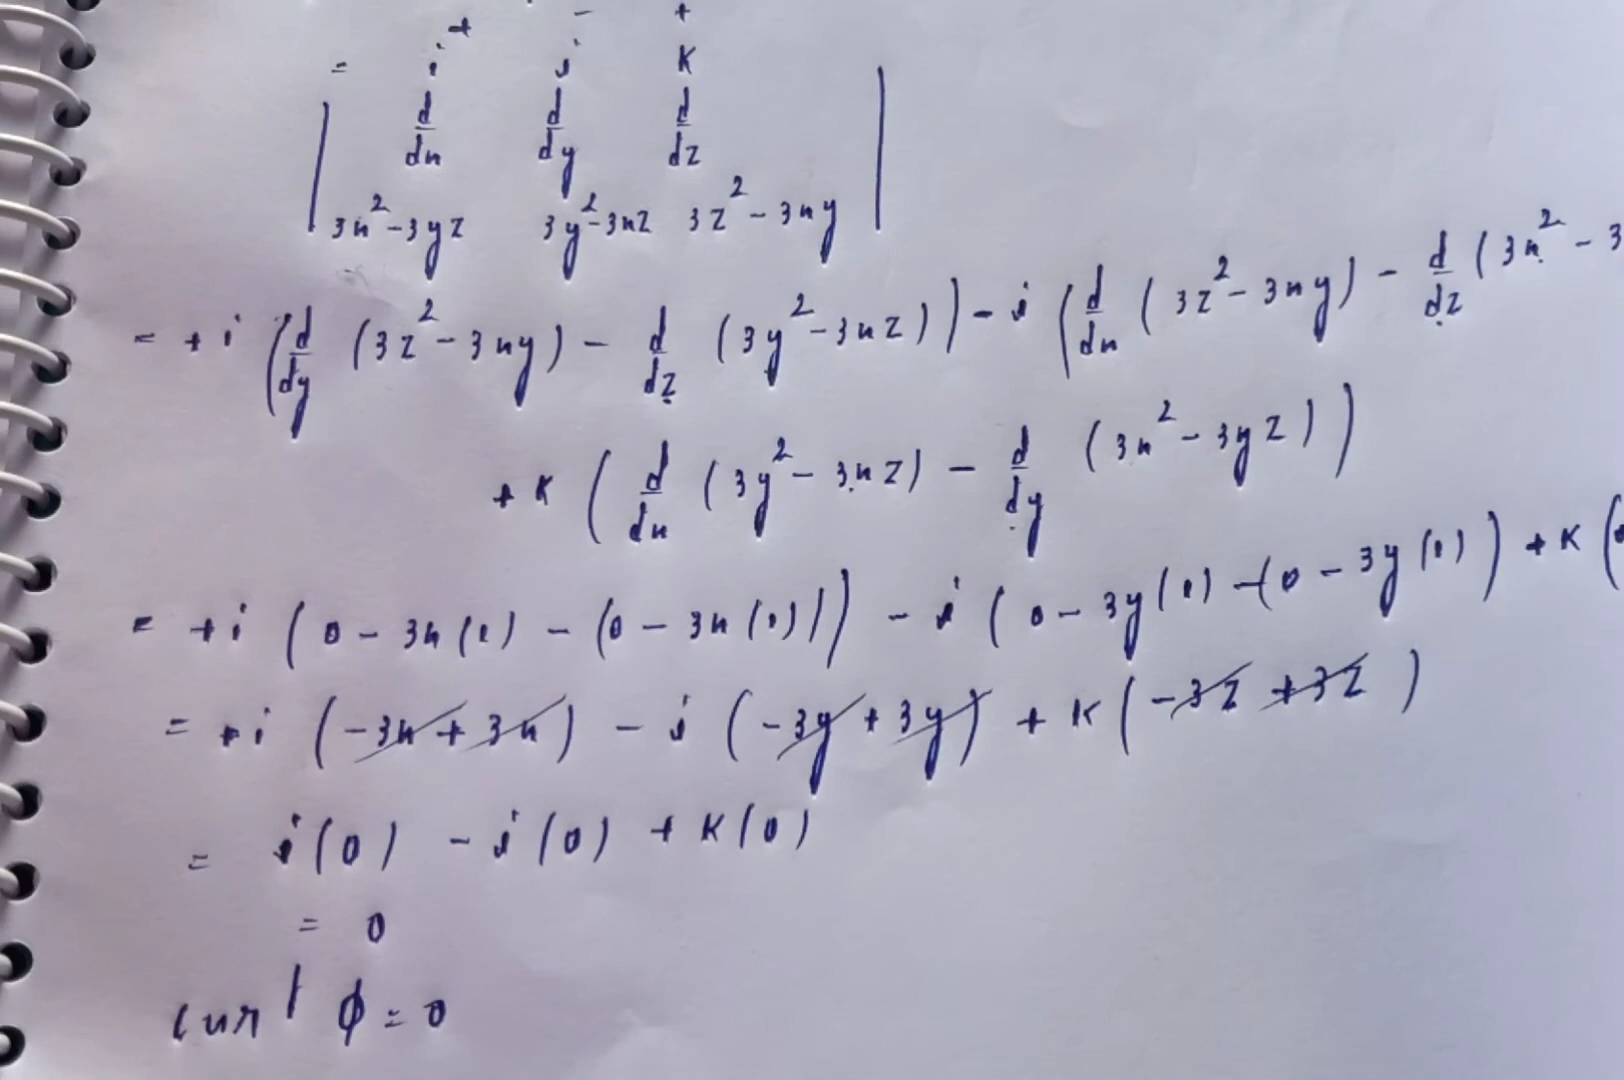 + - +
= i j k
d/dx d/dy d/dz
3x² - 3yz 3y² - 3xz 3z² - 3xy
= + i (d/dy (3z² - 3xy) - d/dz (3y² - 3xz)) - j (d/dx (3z² - 3xy) - d/dz (3x² - 3
+ k (d/dx (3y² - 3xz) - d/dy (3x² - 3yz))
= + i (0 - 3x(1) - (0 - 3x(1))) - j (0 - 3y(1) - (0 - 3y(1)) + k (
= + i (-3x + 3x) - j (-3y + 3y) + k (-3z + 3z)
= i(0) - j(0) + k(0)
= 0
curl ϕ = 0